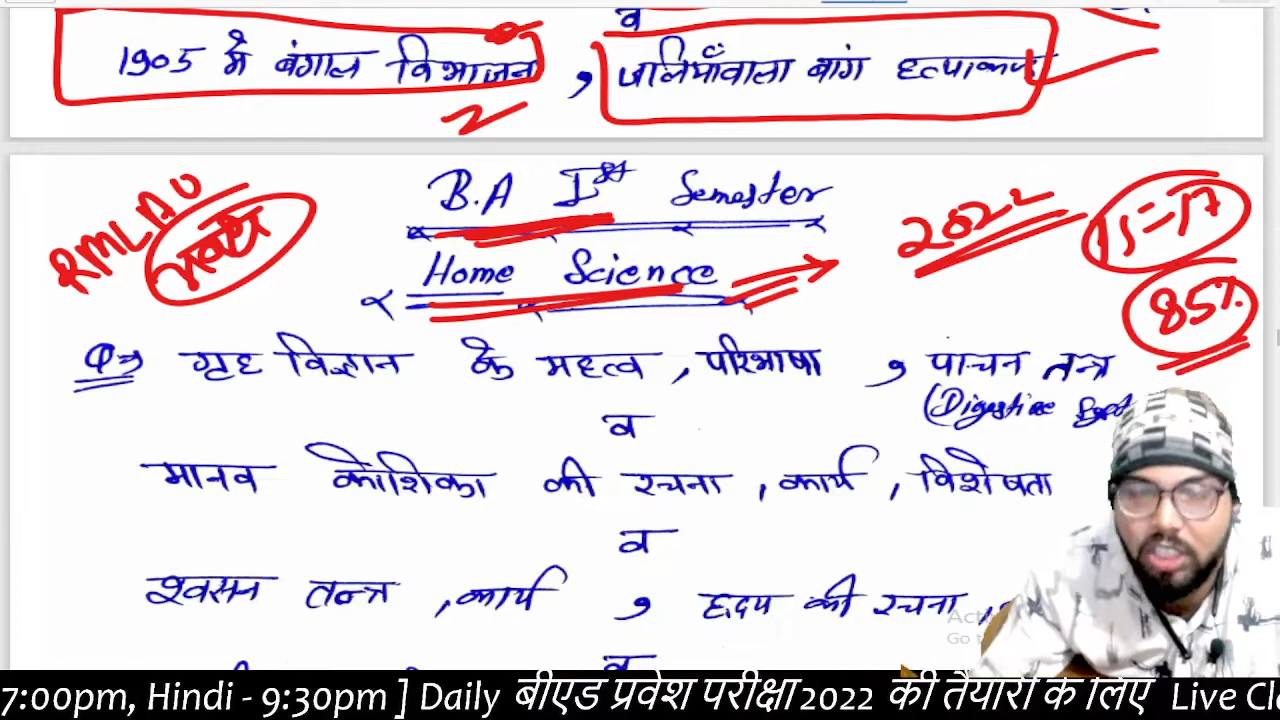 व
1905 मे बंगाल विभाजन , जलियाँवाला बाग हत्याकाण्ड
RMLAU
अवध
B.A Ist Semester
2022
15-17
Home Science
85%
Q⇒ गृह विज्ञान के महत्व , परिभाषा , पाचन तन्त्र
(Digestive
व
मानव कोशिका की रचना , कार्य , विशेषता
व
श्वसन तन्त्र , कार्य , हृदय की रचना ,
व
7:00pm, Hindi - 9:30pm ] Daily बीएड प्रवेश परीक्षा 2022 की तैयारी के लिए Live Cl